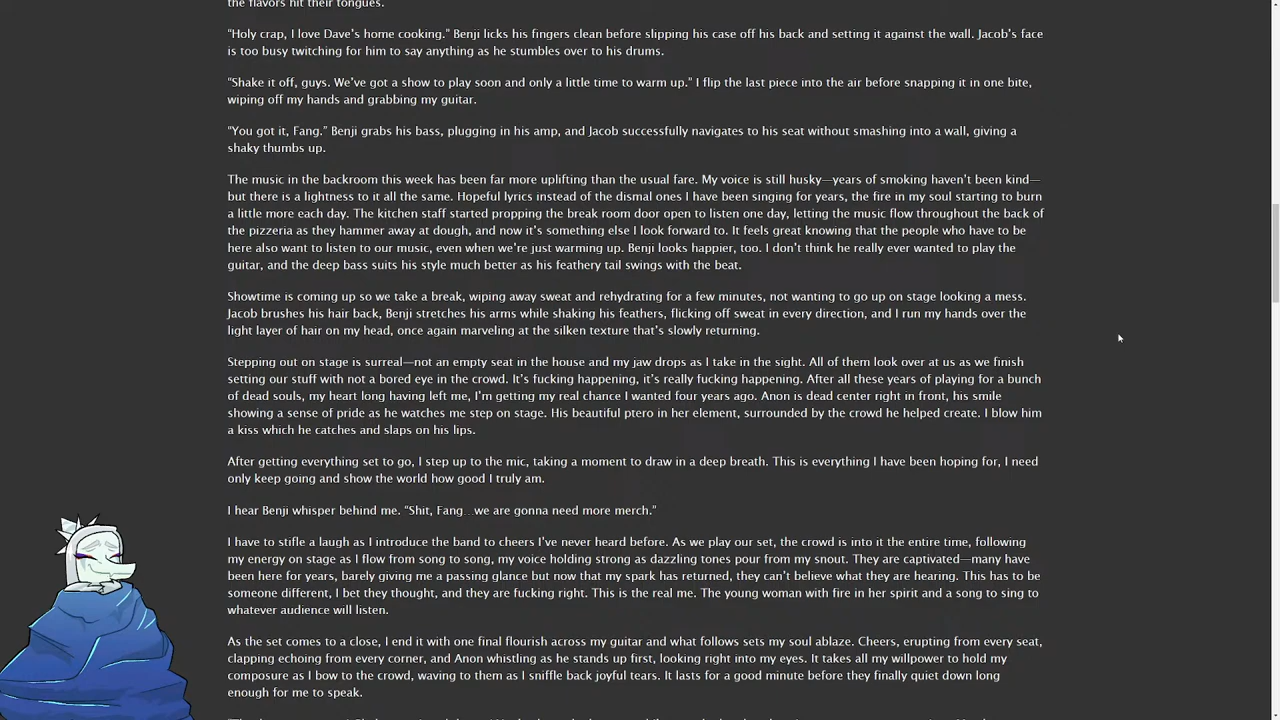 the flavors hit their tongues.
“Holy crap, I love Dave’s home cooking.” Benji licks his fingers clean before slipping his case off his back and setting it against the wall. Jacob’s face
is too busy twitching for him to say anything as he stumbles over to his drums.
“Shake it off, guys. We’ve got a show to play soon and only a little time to warm up.” I flip the last piece into the air before snapping it in one bite,
wiping off my hands and grabbing my guitar.
“You got it, Fang.” Benji grabs his bass, plugging in his amp, and Jacob successfully navigates to his seat without smashing into a wall, giving a
shaky thumbs up.
The music in the backroom this week has been far more uplifting than the usual fare. My voice is still husky—years of smoking haven’t been kind—
but there is a lightness to it all the same. Hopeful lyrics instead of the dismal ones I have been singing for years, the fire in my soul starting to burn
a little more each day. The kitchen staff started propping the break room door open to listen one day, letting the music flow throughout the back of
the pizzeria as they hammer away at dough, and now it’s something else I look forward to. It feels great knowing that the people who have to be
here also want to listen to our music, even when we’re just warming up. Benji looks happier, too. I don’t think he really ever wanted to play the
guitar, and the deep bass suits his style much better as his feathery tail swings with the beat.
Showtime is coming up so we take a break, wiping away sweat and rehydrating for a few minutes, not wanting to go up on stage looking a mess.
Jacob brushes his hair back, Benji stretches his arms while shaking his feathers, flicking off sweat in every direction, and I run my hands over the
light layer of hair on my head, once again marveling at the silken texture that’s slowly returning.
Stepping out on stage is surreal—not an empty seat in the house and my jaw drops as I take in the sight. All of them look over at us as we finish
setting our stuff with not a bored eye in the crowd. It’s fucking happening, it’s really fucking happening. After all these years of playing for a bunch
of dead souls, my heart long having left me, I’m getting my real chance I wanted four years ago. Anon is dead center right in front, his smile
showing a sense of pride as he watches me step on stage. His beautiful ptero in her element, surrounded by the crowd he helped create. I blow him
a kiss which he catches and slaps on his lips.
After getting everything set to go, I step up to the mic, taking a moment to draw in a deep breath. This is everything I have been hoping for, I need
only keep going and show the world how good I truly am.
I hear Benji whisper behind me. “Shit, Fang…we are gonna need more merch.”
I have to stifle a laugh as I introduce the band to cheers I’ve never heard before. As we play our set, the crowd is into it the entire time, following
my energy on stage as I flow from song to song, my voice holding strong as dazzling tones pour from my snout. They are captivated—many have
been here for years, barely giving me a passing glance but now that my spark has returned, they can’t believe what they are hearing. This has to be
someone different, I bet they thought, and they are fucking right. This is the real me. The young woman with fire in her spirit and a song to sing to
whatever audience will listen.
As the set comes to a close, I end it with one final flourish across my guitar and what follows sets my soul ablaze. Cheers, erupting from every seat,
clapping echoing from every corner, and Anon whistling as he stands up first, looking right into my eyes. It takes all my willpower to hold my
composure as I bow to the crowd, waving to them as I sniffle back joyful tears. It lasts for a good minute before they finally quiet down long
enough for me to speak.